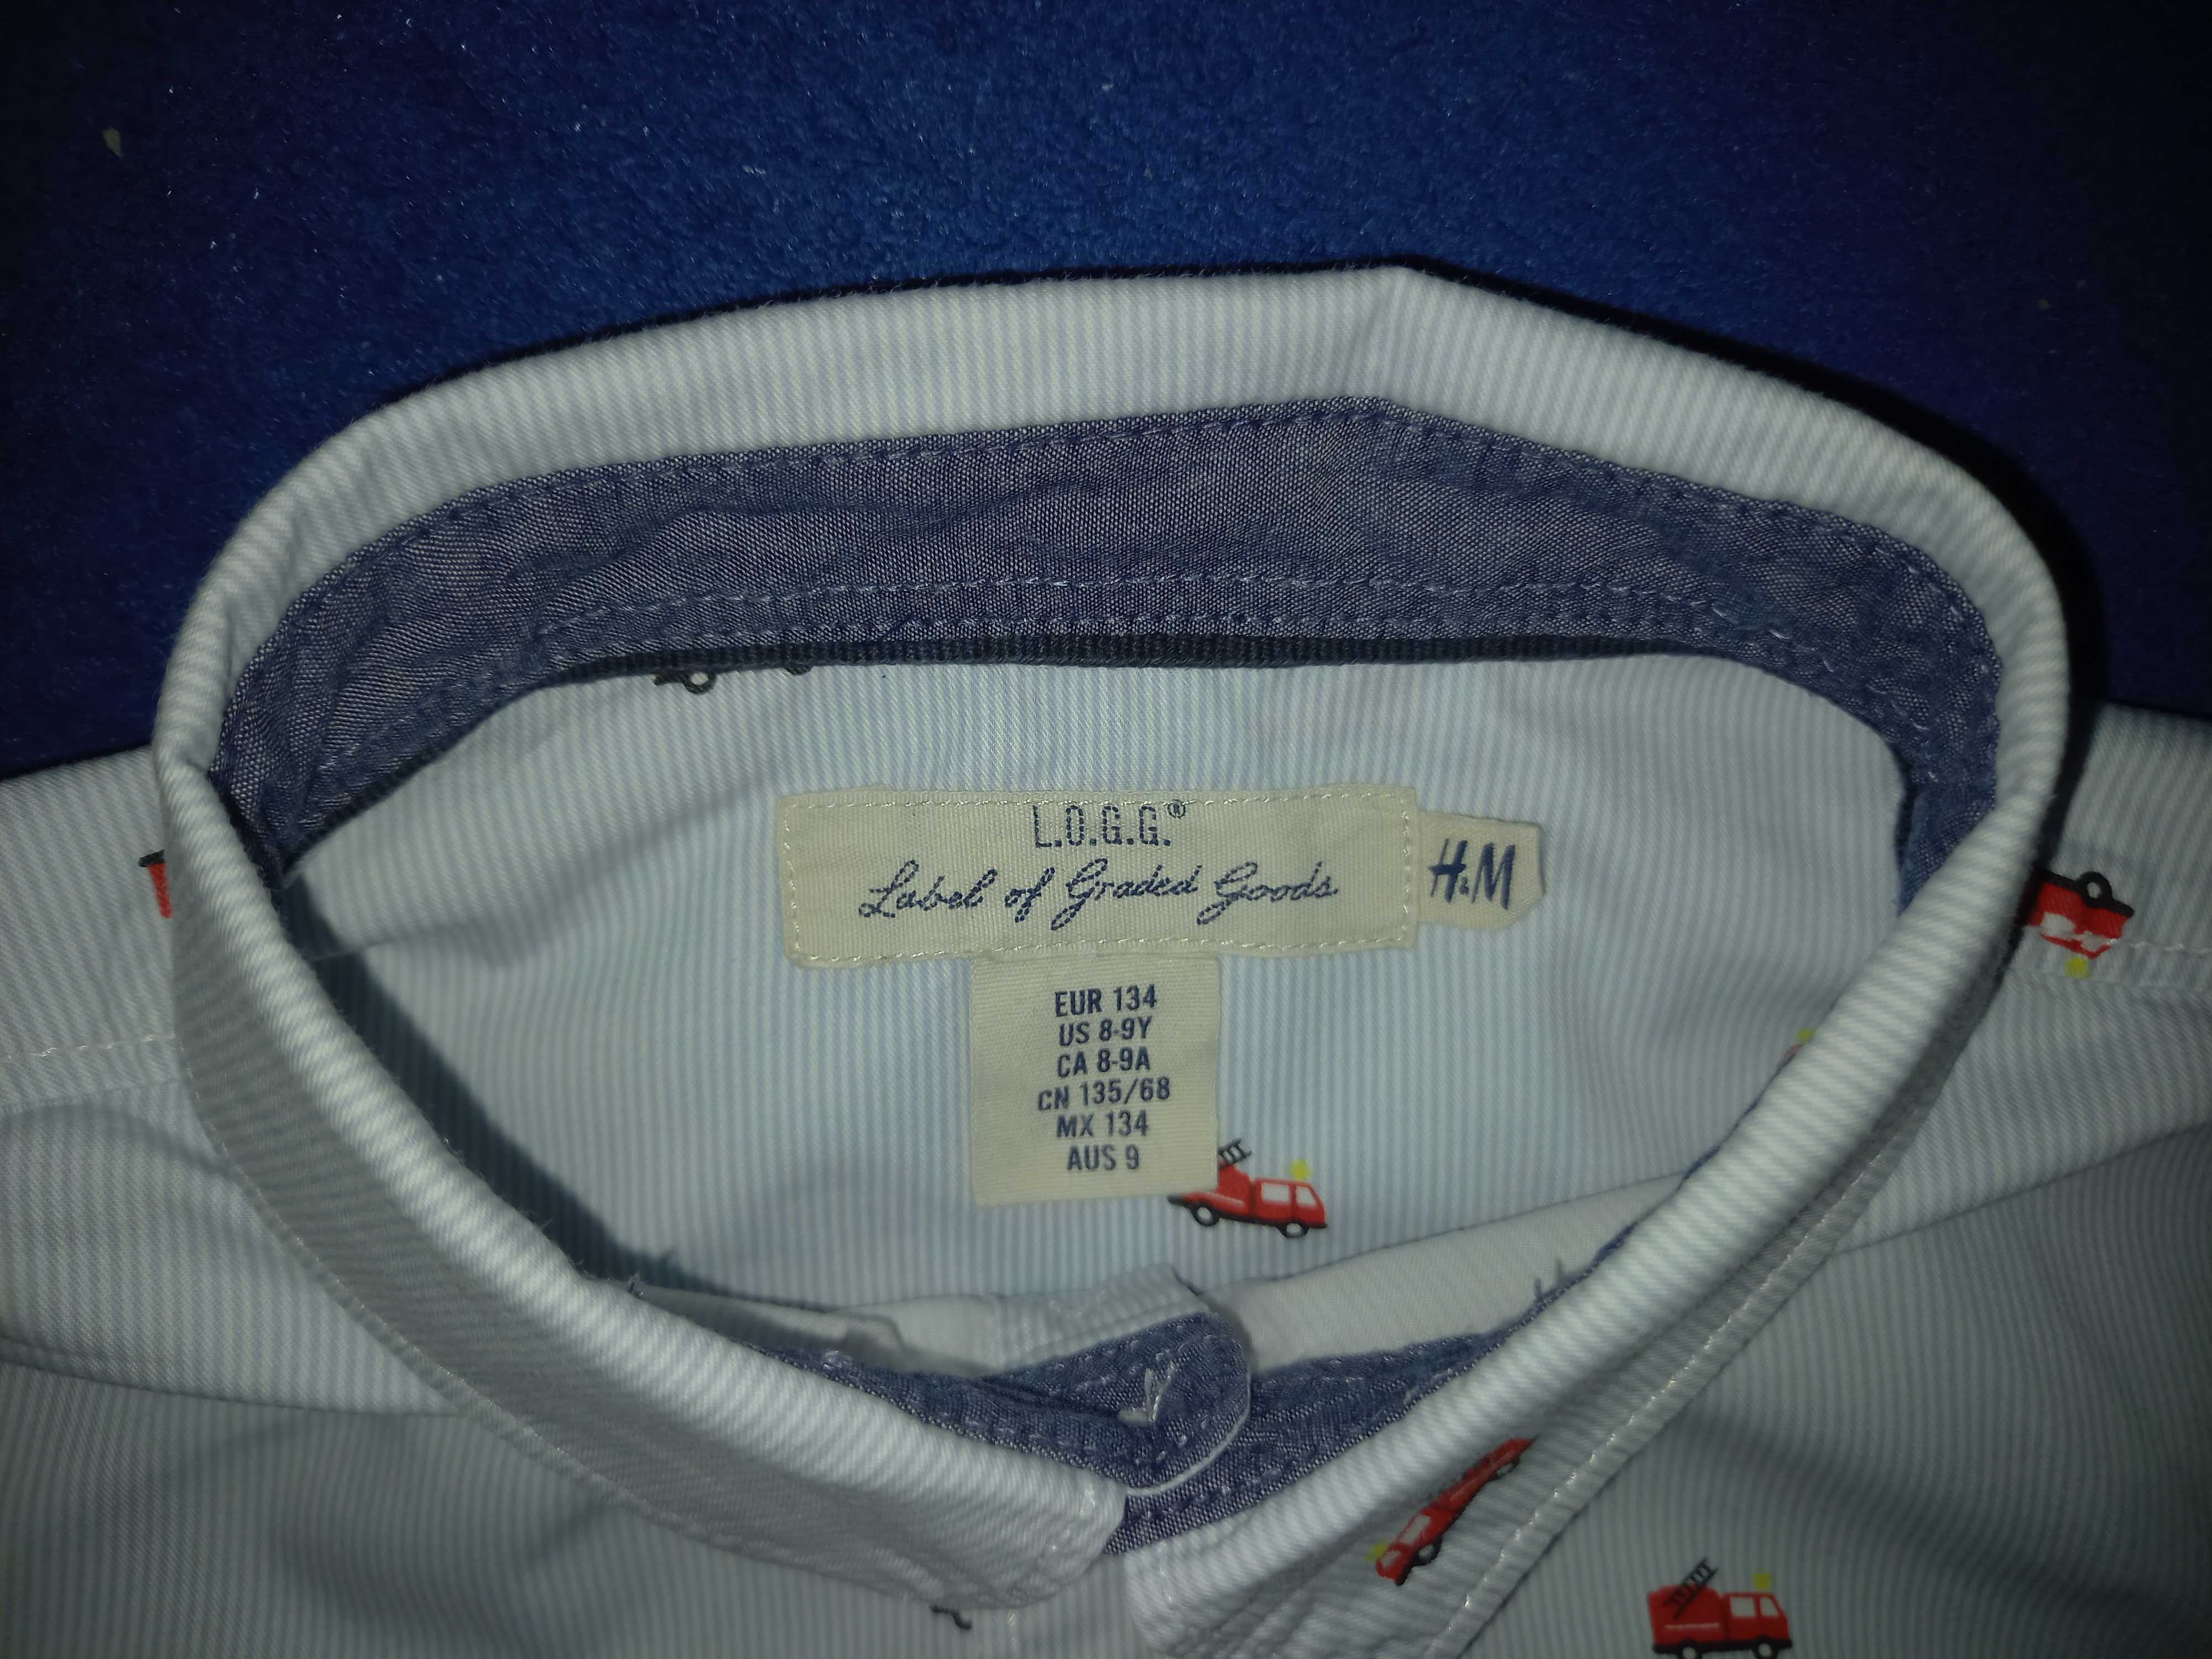 L.O.G.G.®
Label of Graded Goods
H&M
EUR 134
US 8-9Y
CA 8-9A
CN 135/68
MX 134
AUS 9